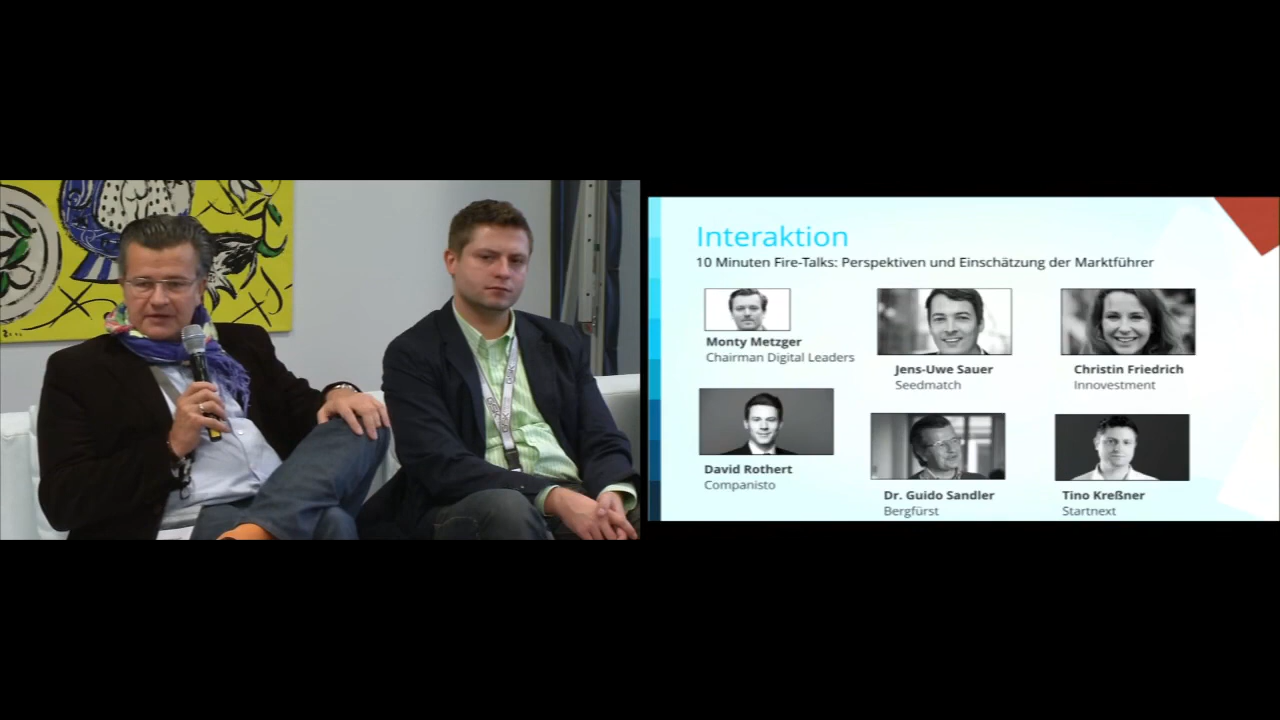 Interaktion
10 Minuten Fire-Talks: Perspektiven und Einschätzung der Marktführer
Monty Metzger
Chairman Digital Leaders
Jens-Uwe Sauer
Seedmatch
Christin Friedrich
Innovestment
David Rothert
Companisto
Dr. Guido Sandler
Bergfürst
Tino Kreßner
Startnext